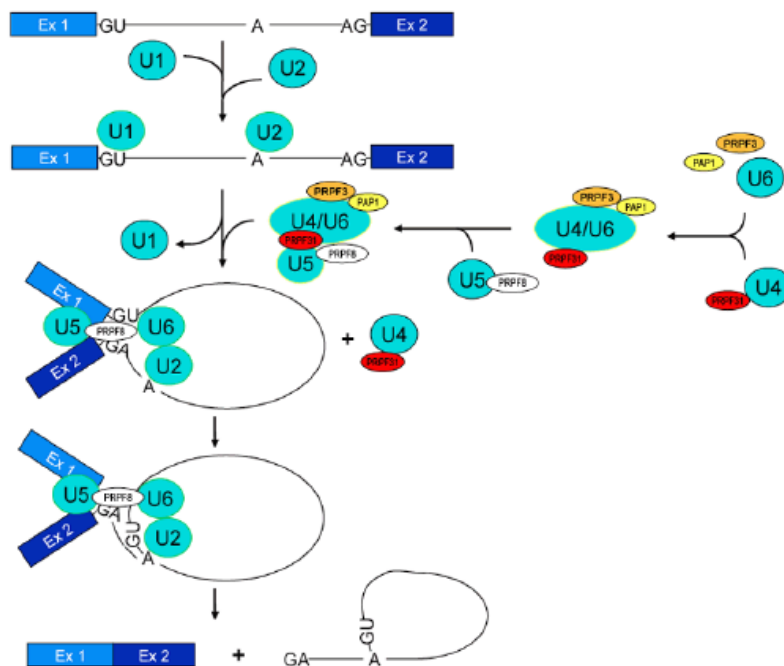 Ex 1 GU A AG Ex 2
U1 U2
U1 U2
Ex 1 GU A AG Ex 2
PRPF3 PAP1 U6
PRPF3 PAP1
U4/U6
PRPF31
U5 PRPF8
PRPF3 PAP1
U4/U6
PRPF31
U5 PRPF8
PRPF31 U4
U1
Ex 1 GU
U5 PRPF8 U6
GA
Ex 2 U2
A
+ U4
PRPF31
Ex 1
U5 PRPF8 U6
GA
Ex 2 GU U2
A
Ex 1 Ex 2 + GA GU A